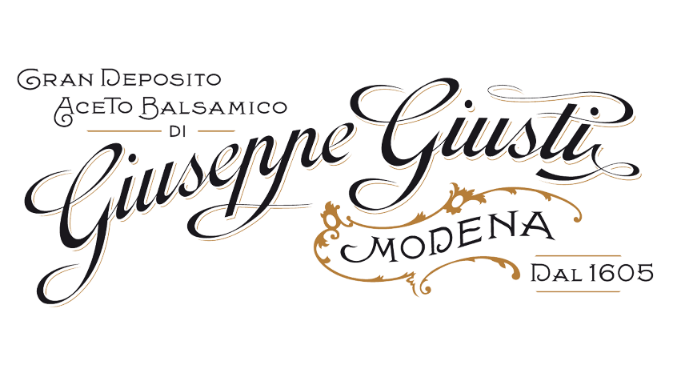 Gran Deposito
Aceto Balsamico
di
Giuseppe Giusti
Modena
Dal 1605